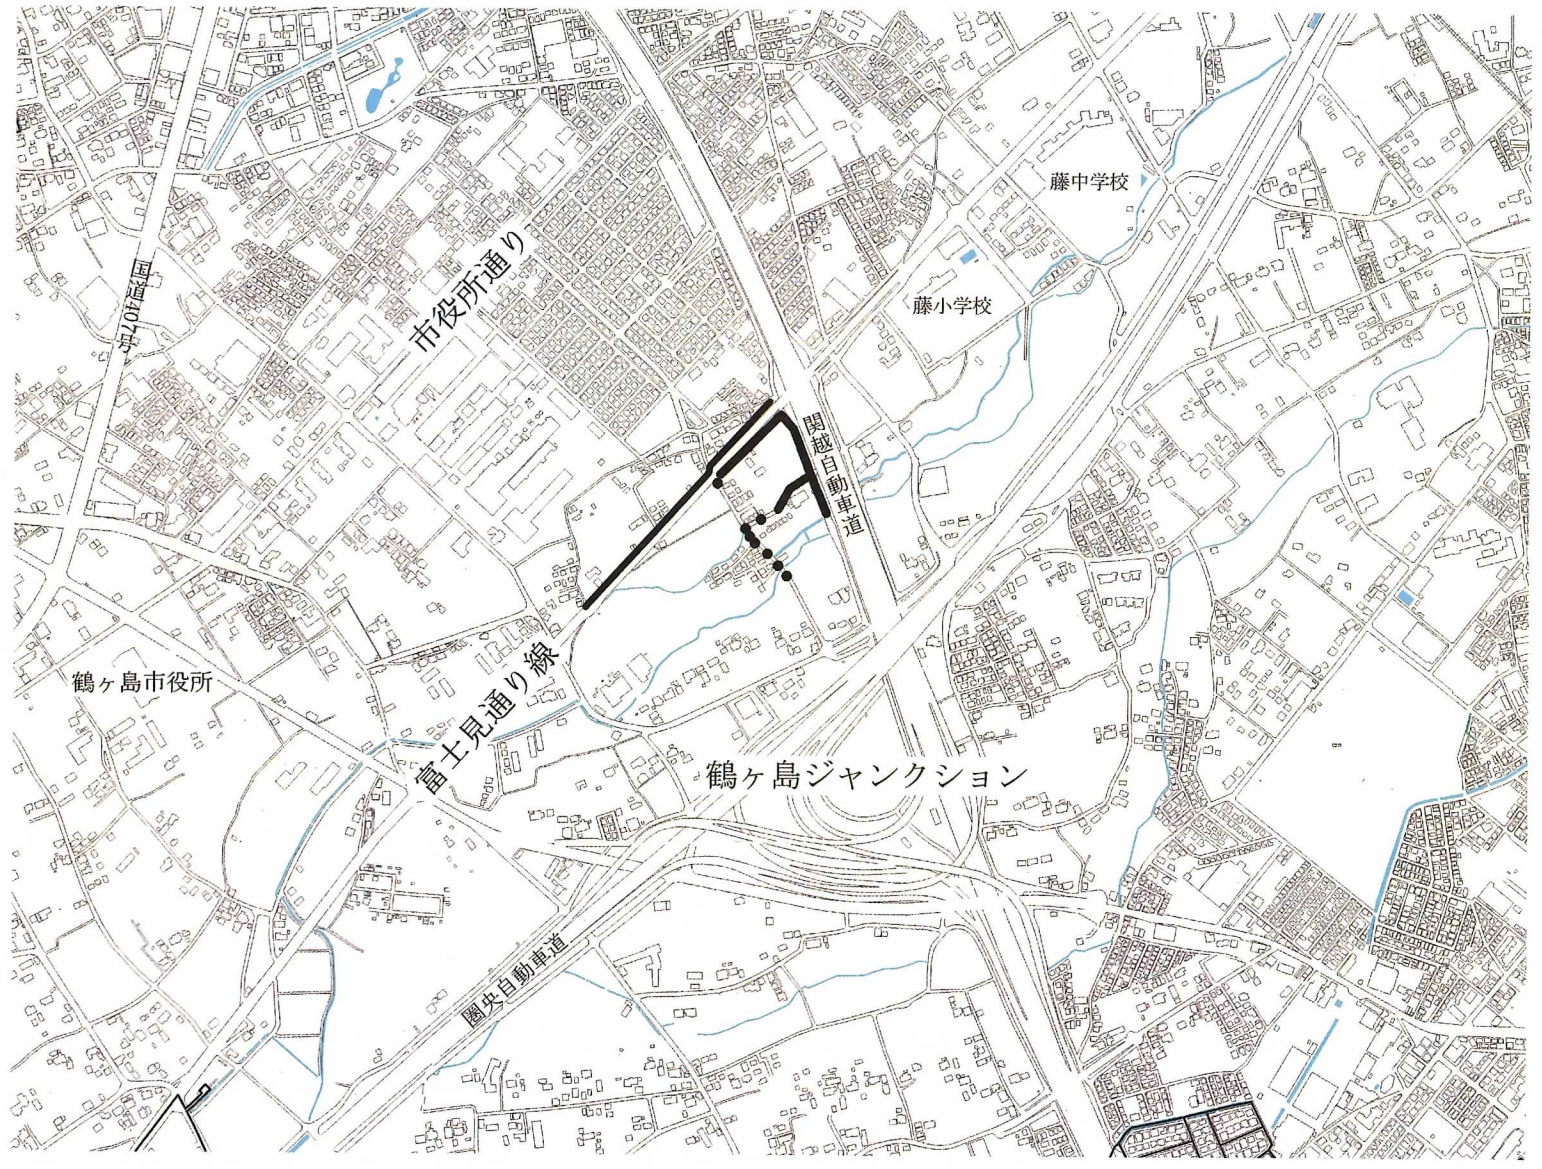 藤中学校
市役所通り
国道407号
藤小学校
関越自動車道
鶴ヶ島市役所
富士見通り線
鶴ヶ島ジャンクション
圏央自動車道